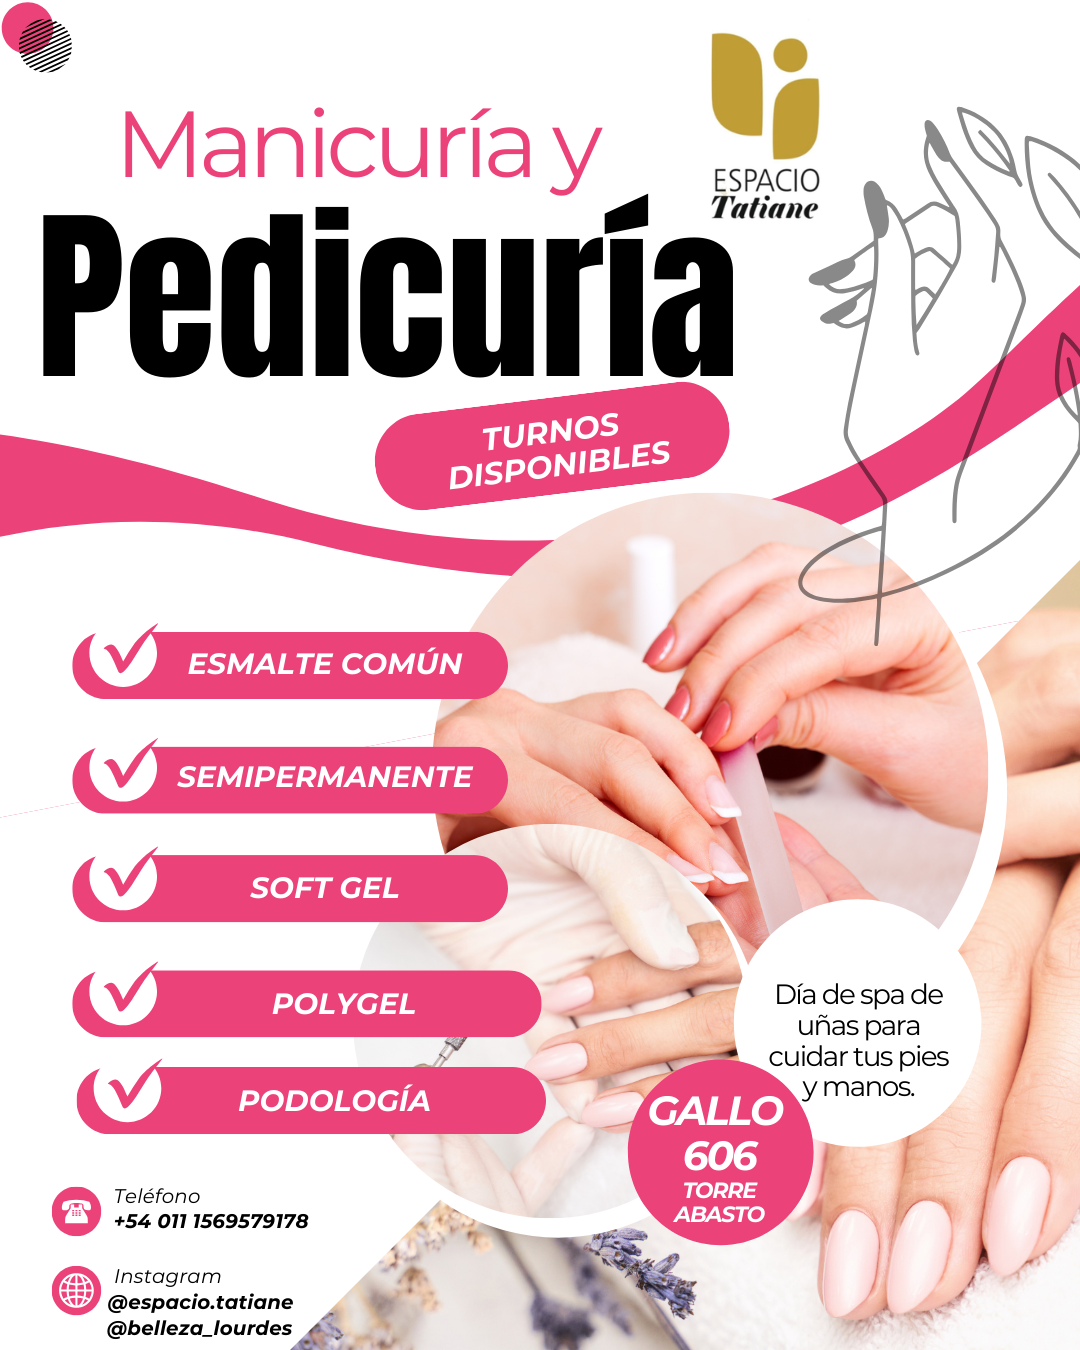 Manicuría y
Pedicuría
ESPACIO
Tatiane
TURNOS
DISPONIBLES
ESMALTE COMÚN
SEMIPERMANENTE
SOFT GEL
POLYGEL
PODOLOGÍA
Día de spa de
uñas para
cuidar tus pies
y manos.
GALLO
606
TORRE
ABASTO
Teléfono
+54 011 1569579178
Instagram
@espacio.tatiane
@belleza_lourdes